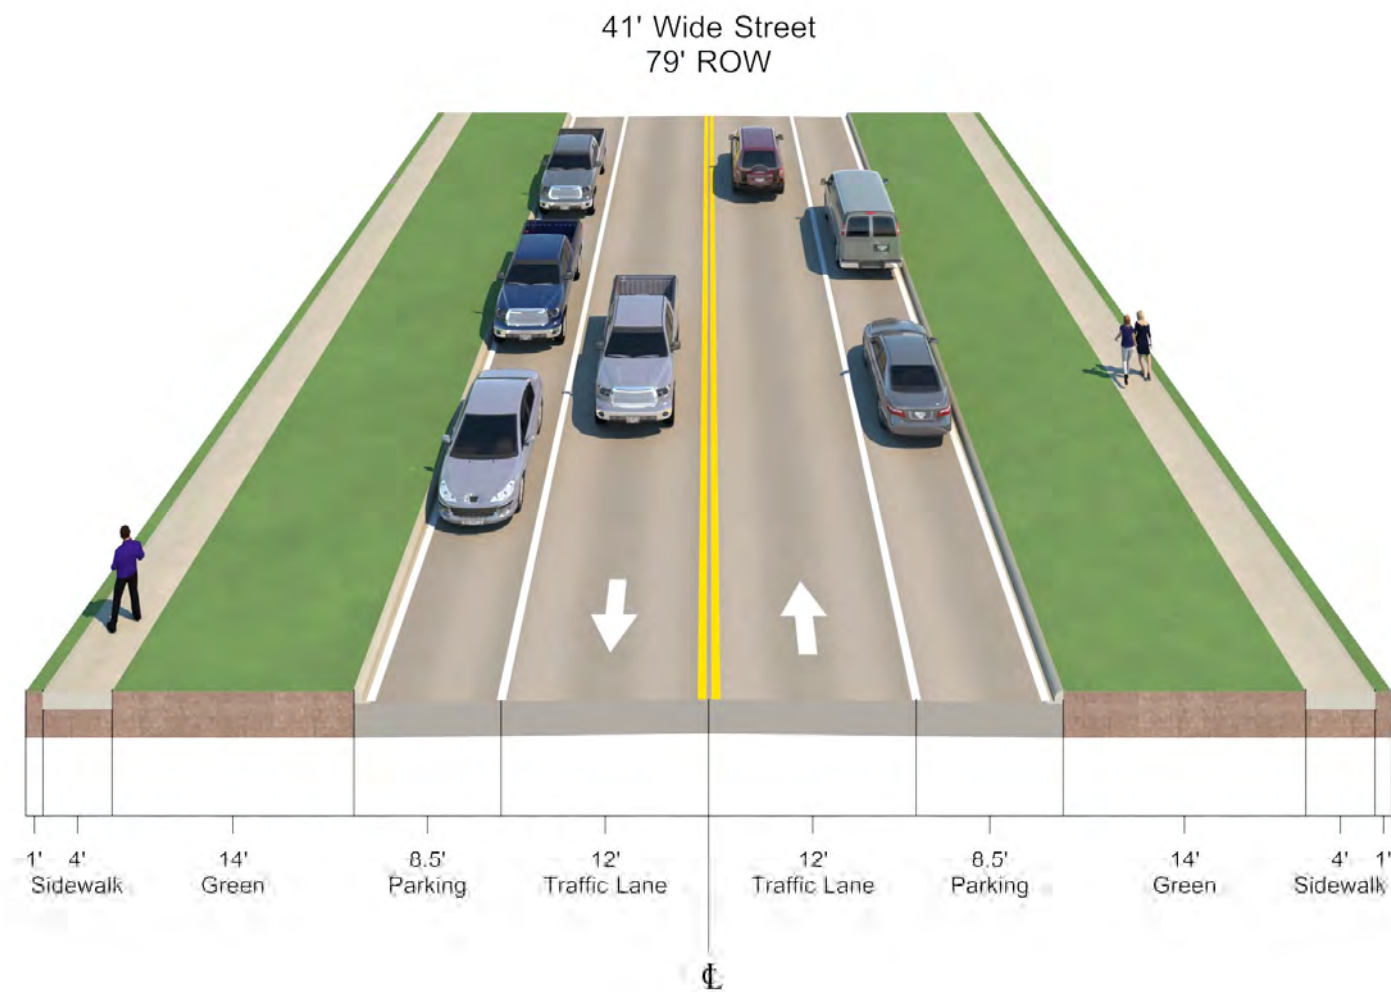 41' Wide Street
79' ROW
1' 4' 14' 8.5' 12' 12' 8.5' 14' 4' 1'
Sidewalk Green Parking Traffic Lane Traffic Lane Parking Green Sidewalk
℄